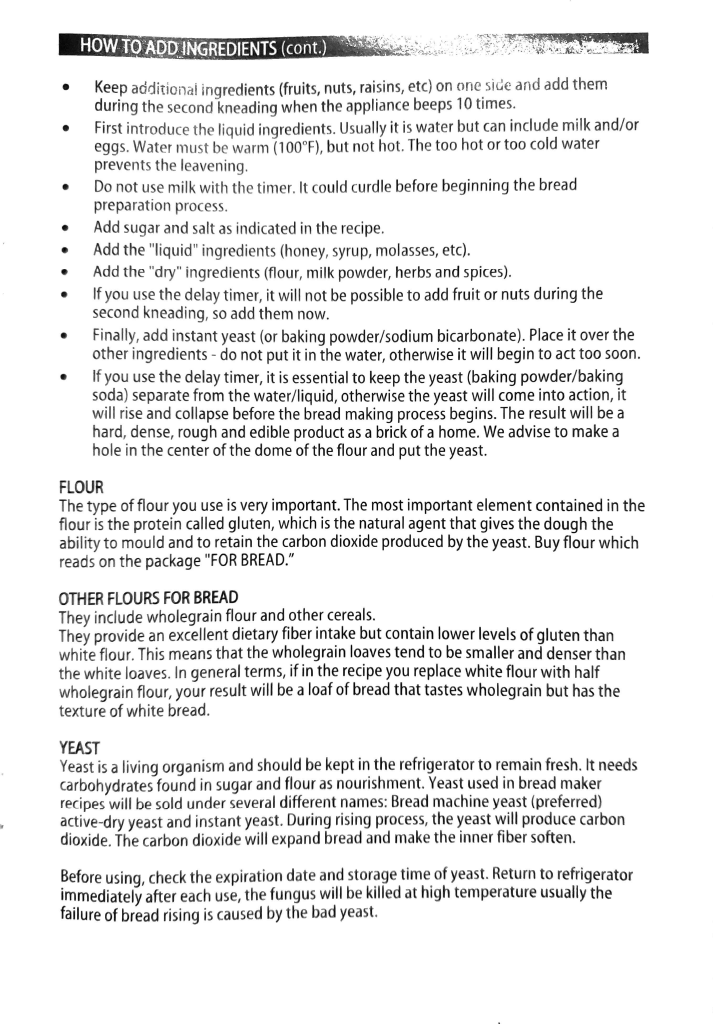 HOW TO ADD INGREDIENTS (cont.)
• Keep additional ingredients (fruits, nuts, raisins, etc) on one side and add them
during the second kneading when the appliance beeps 10 times.
• First introduce the liquid ingredients. Usually it is water but can include milk and/or
eggs. Water must be warm (100°F), but not hot. The too hot or too cold water
prevents the leavening.
• Do not use milk with the timer. It could curdle before beginning the bread
preparation process.
• Add sugar and salt as indicated in the recipe.
• Add the "liquid" ingredients (honey, syrup, molasses, etc).
• Add the "dry" ingredients (flour, milk powder, herbs and spices).
• If you use the delay timer, it will not be possible to add fruit or nuts during the
second kneading, so add them now.
• Finally, add instant yeast (or baking powder/sodium bicarbonate). Place it over the
other ingredients - do not put it in the water, otherwise it will begin to act too soon.
• If you use the delay timer, it is essential to keep the yeast (baking powder/baking
soda) separate from the water/liquid, otherwise the yeast will come into action, it
will rise and collapse before the bread making process begins. The result will be a
hard, dense, rough and edible product as a brick of a home. We advise to make a
hole in the center of the dome of the flour and put the yeast.
FLOUR
The type of flour you use is very important. The most important element contained in the
flour is the protein called gluten, which is the natural agent that gives the dough the
ability to mould and to retain the carbon dioxide produced by the yeast. Buy flour which
reads on the package "FOR BREAD."
OTHER FLOURS FOR BREAD
They include wholegrain flour and other cereals.
They provide an excellent dietary fiber intake but contain lower levels of gluten than
white flour. This means that the wholegrain loaves tend to be smaller and denser than
the white loaves. In general terms, if in the recipe you replace white flour with half
wholegrain flour, your result will be a loaf of bread that tastes wholegrain but has the
texture of white bread.
YEAST
Yeast is a living organism and should be kept in the refrigerator to remain fresh. It needs
carbohydrates found in sugar and flour as nourishment. Yeast used in bread maker
recipes will be sold under several different names: Bread machine yeast (preferred)
active-dry yeast and instant yeast. During rising process, the yeast will produce carbon
dioxide. The carbon dioxide will expand bread and make the inner fiber soften.
Before using, check the expiration date and storage time of yeast. Return to refrigerator
immediately after each use, the fungus will be killed at high temperature usually the
failure of bread rising is caused by the bad yeast.